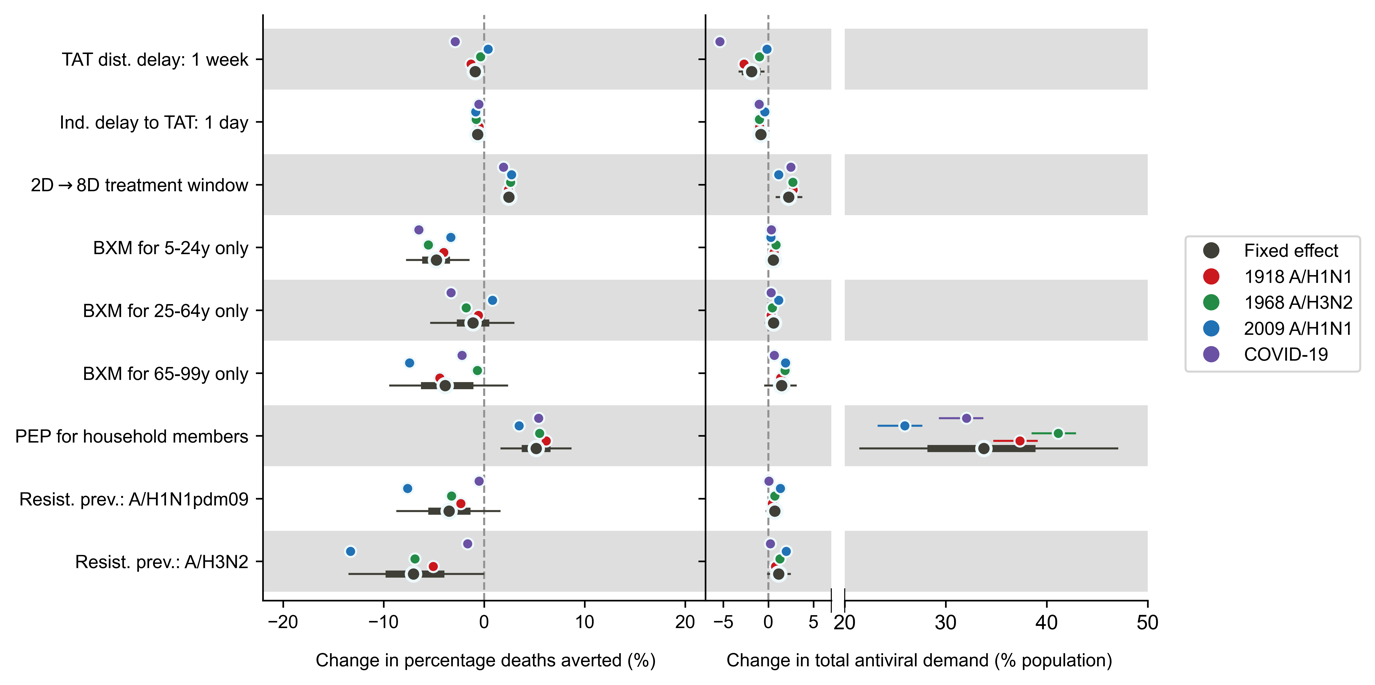 TAT dist. delay: 1 week
Ind. delay to TAT: 1 day
2D→8D treatment window
BXM for 5-24y only
BXM for 25-64y only
BXM for 65-99y only
PEP for household members
Resist. prev.: A/H1N1pdm09
Resist. prev.: A/H3N2
−20 −10 0 10 20
Change in percentage deaths averted (%)
−5 0 5 20 30 40 50
Change in total antiviral demand (% population)
Fixed effect
1918 A/H1N1
1968 A/H3N2
2009 A/H1N1
COVID-19